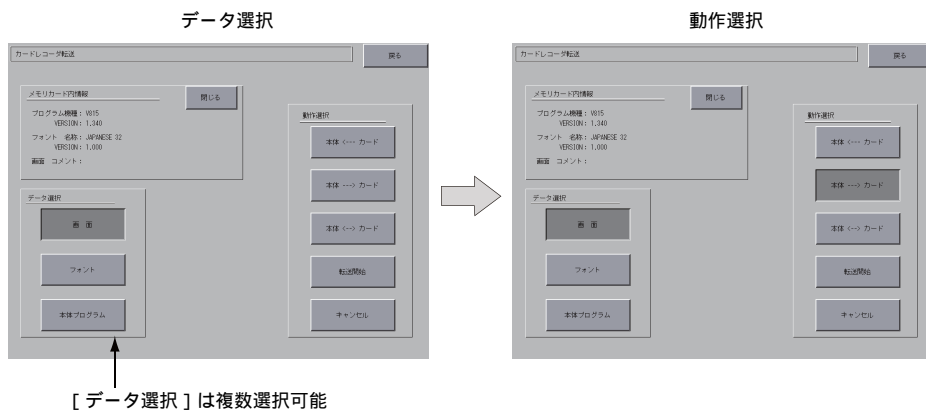 データ選択
カードレコーダ転送
戻る
メモリカード内情報
閉じる
プログラム機種： V815
VERSION： 1.340
フォント 名称： JAPANESE 32
VERSION： 1.000
画面 コメント：
動作選択
本体 <--- カード
本体 ---> カード
本体 <--> カード
転送開始
キャンセル
データ選択
画 面
フォント
本体プログラム
[ データ選択 ] は複数選択可能
動作選択
カードレコーダ転送
戻る
メモリカード内情報
閉じる
プログラム機種： V815
VERSION： 1.340
フォント 名称： JAPANESE 32
VERSION： 1.000
画面 コメント：
動作選択
本体 <--- カード
本体 ---> カード
本体 <--> カード
転送開始
キャンセル
データ選択
画 面
フォント
本体プログラム